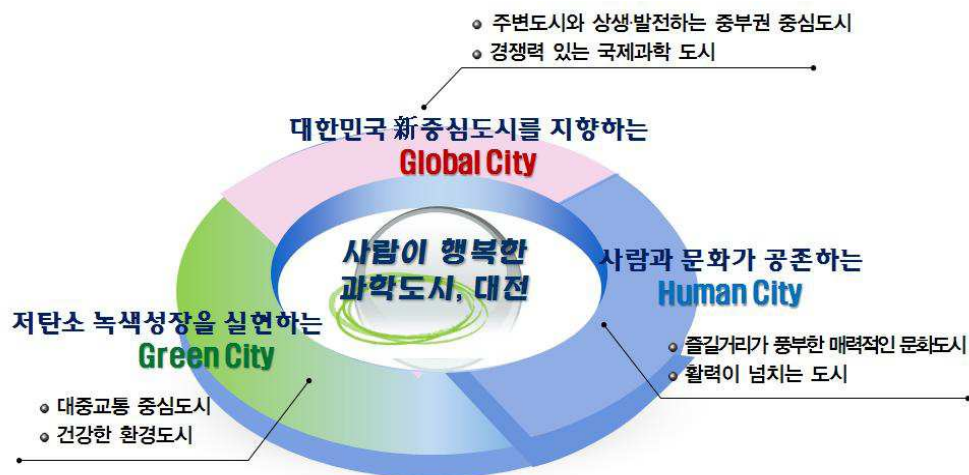 주변도시와 상생·발전하는 중부권 중심도시
경쟁력 있는 국제과학 도시
대한민국 新중심도시를 지향하는
Global City
사람이 행복한
과학도시, 대전
사람과 문화가 공존하는
Human City
즐길거리가 풍부한 매력적인 문화도시
활력이 넘치는 도시
저탄소 녹색성장을 실현하는
Green City
대중교통 중심도시
건강한 환경도시